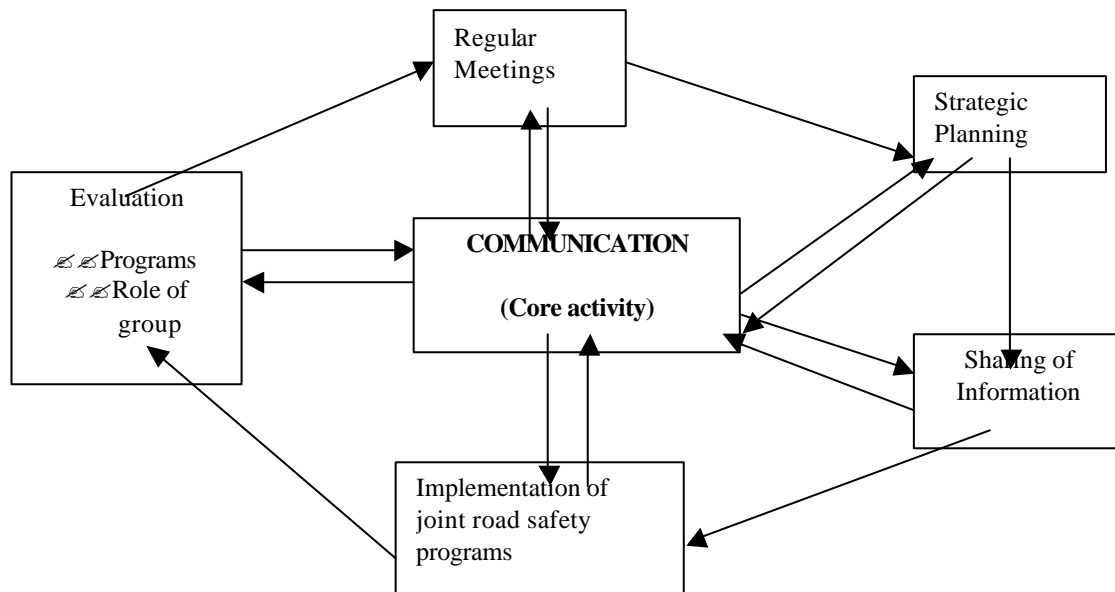 Regular
Meetings
Strategic
Planning
Evaluation
✍✍Programs
✍✍Role of
group
COMMUNICATION
(Core activity)
Sharing of
Information
Implementation of
joint road safety
programs